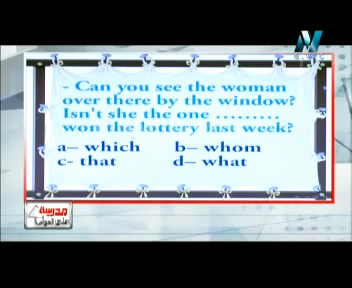 - Can you see the woman
over there by the window?
Isn't she the one .........
won the lottery last week?
a– which b– whom
c- that d– what
مدرسة
على الهواء